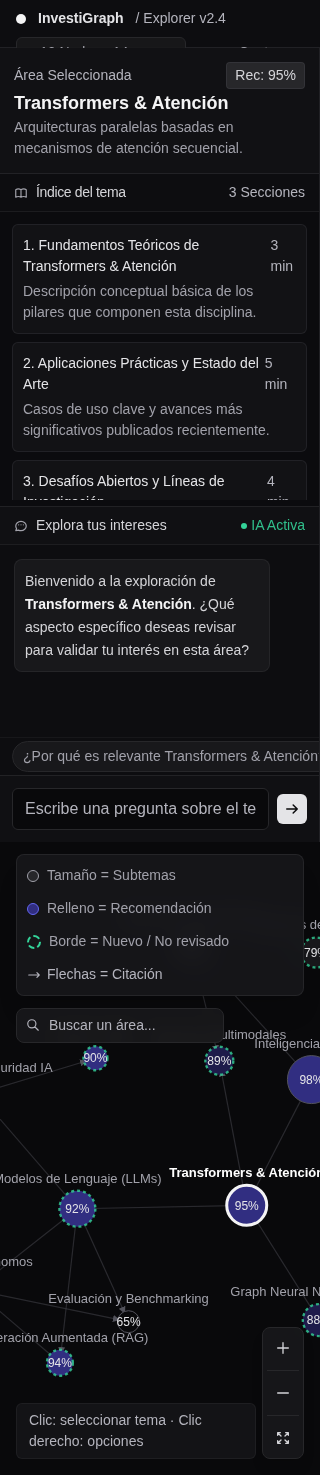 InvestiGraph / Explorer v2.4
Área Seleccionada
Rec: 95%
Transformers & Atención
Arquitecturas paralelas basadas en
mecanismos de atención secuencial.
Índice del tema
3 Secciones
1. Fundamentos Teóricos de
Transformers & Atención
3
min
Descripción conceptual básica de los
pilares que componen esta disciplina.
2. Aplicaciones Prácticas y Estado del
Arte
5
min
Casos de uso clave y avances más
significativos publicados recientemente.
3. Desafíos Abiertos y Líneas de
Investigación
4
min
Explora tus intereses
IA Activa
Bienvenido a la exploración de
Transformers & Atención. ¿Qué
aspecto específico deseas revisar
para validar tu interés en esta área?
¿Por qué es relevante Transformers & Atención
Escribe una pregunta sobre el te
Tamaño = Subtemas
Relleno = Recomendación
Borde = Nuevo / No revisado
Flechas = Citación
79%
Buscar un área...
ultimodales
Inteligencia
90%
89%
uridad IA
98%
Modelos de Lenguaje (LLMs)
Transformers & Atención
92%
95%
omos
Evaluación y Benchmarking
Graph Neural N
65%
88
eración Aumentada (RAG)
94%
Clic: seleccionar tema · Clic
derecho: opciones